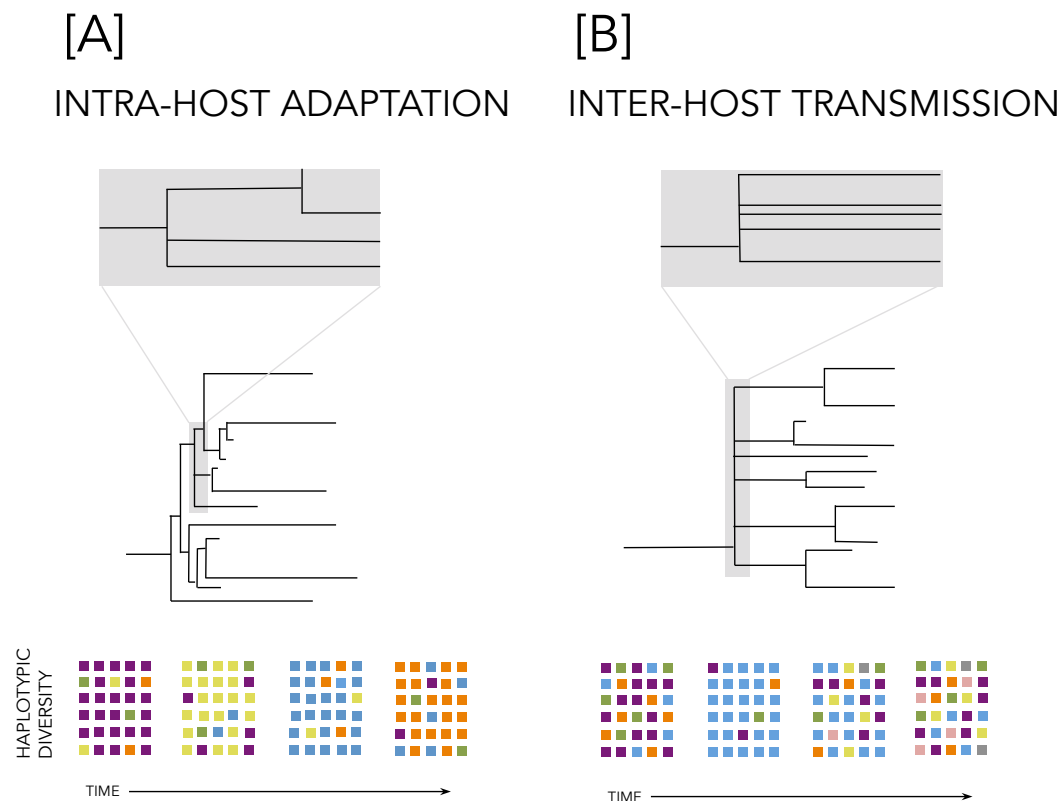 [A]
INTRA-HOST ADAPTATION
[B]
INTER-HOST TRANSMISSION
HAPLOTYPIC
DIVERSITY
TIME
TIME